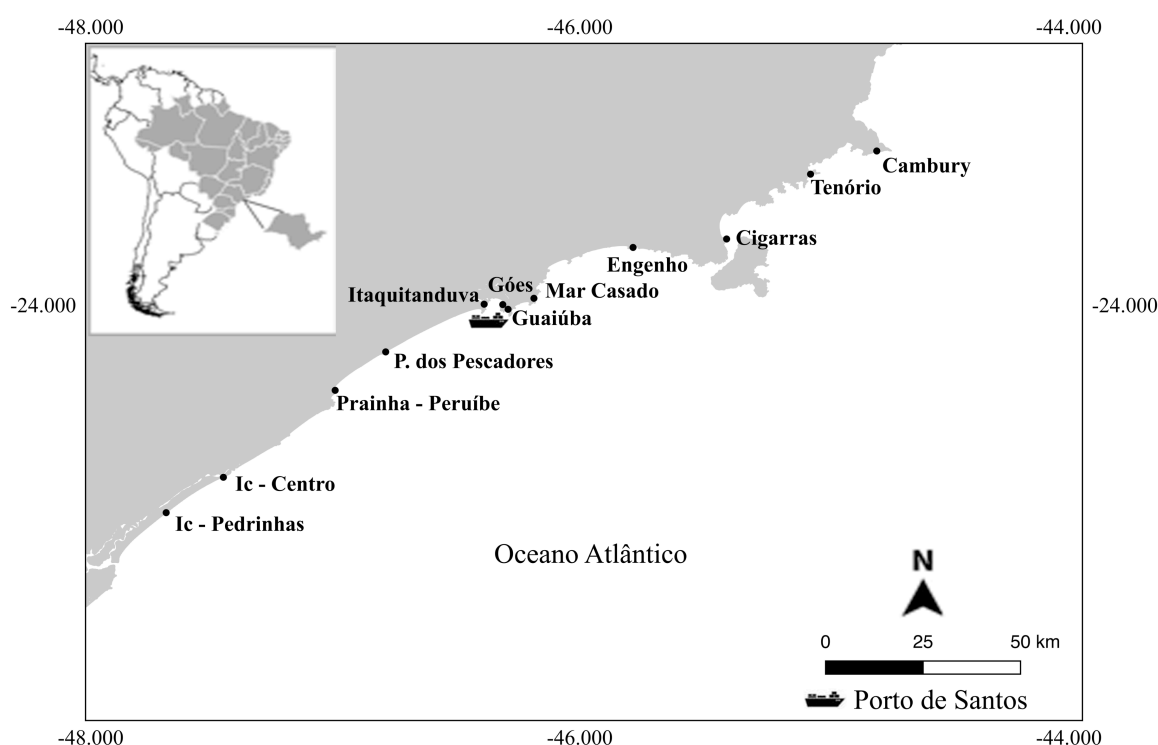 -48.000
-46.000
-44.000
Cambury
Tenório
Cigarras
Engenho
Góes
Mar Casado
Itaquitanduva
-24.000
-24.000
Guaiúba
P. dos Pescadores
Prainha - Peruíbe
Ic - Centro
Ic - Pedrinhas
Oceano Atlântico
N
0
25
50 km
Porto de Santos
-48.000
-46.000
-44.000